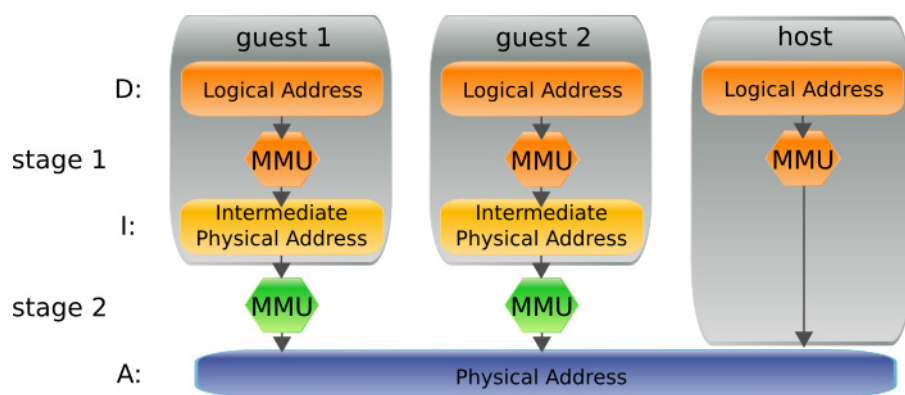 guest 1
guest 2
host
D:
Logical Address
Logical Address
Logical Address
stage 1
MMU
MMU
MMU
I:
Intermediate
Physical Address
Intermediate
Physical Address
stage 2
MMU
MMU
A:
Physical Address